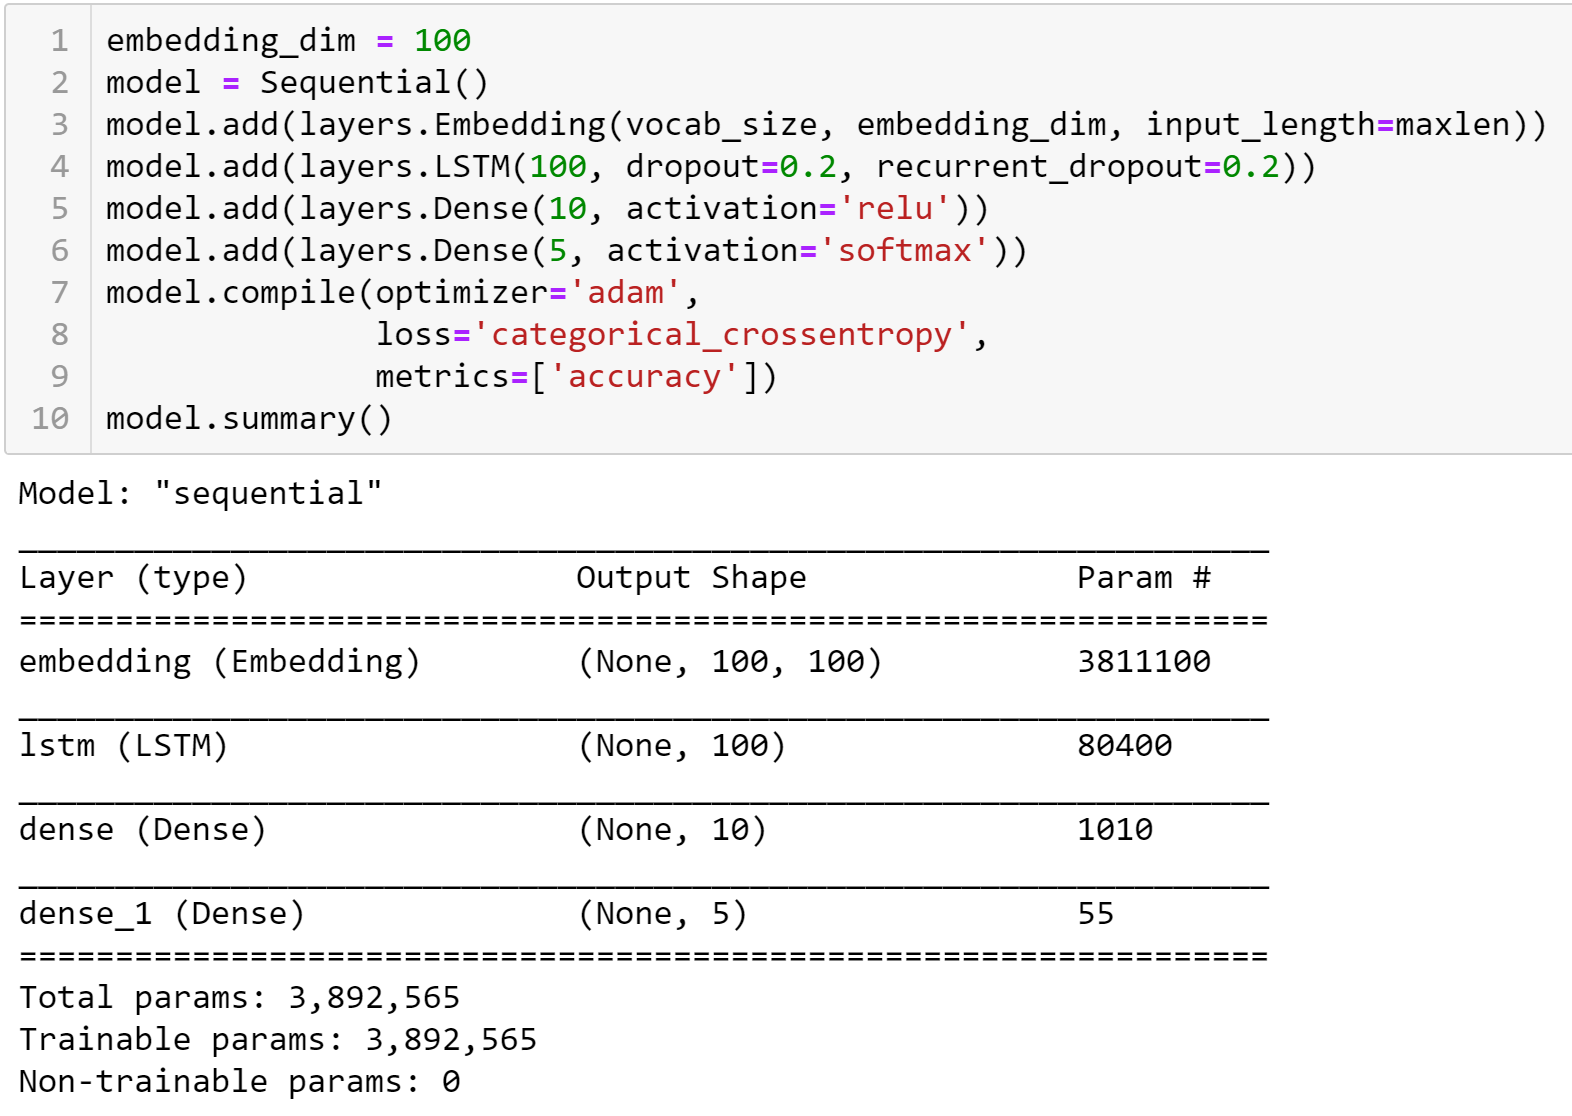 1 embedding_dim = 100
2 model = Sequential()
3 model.add(layers.Embedding(vocab_size, embedding_dim, input_length=maxlen))
4 model.add(layers.LSTM(100, dropout=0.2, recurrent_dropout=0.2))
5 model.add(layers.Dense(10, activation='relu'))
6 model.add(layers.Dense(5, activation='softmax'))
7 model.compile(optimizer='adam',
8               loss='categorical_crossentropy',
9               metrics=['accuracy'])
10 model.summary()
Model: "sequential"
_________________________________________________________________
Layer (type)                 Output Shape              Param #
=================================================================
embedding (Embedding)        (None, 100, 100)          3811100
_________________________________________________________________
lstm (LSTM)                  (None, 100)               80400
_________________________________________________________________
dense (Dense)                (None, 10)                1010
_________________________________________________________________
dense_1 (Dense)              (None, 5)                 55
=================================================================
Total params: 3,892,565
Trainable params: 3,892,565
Non-trainable params: 0